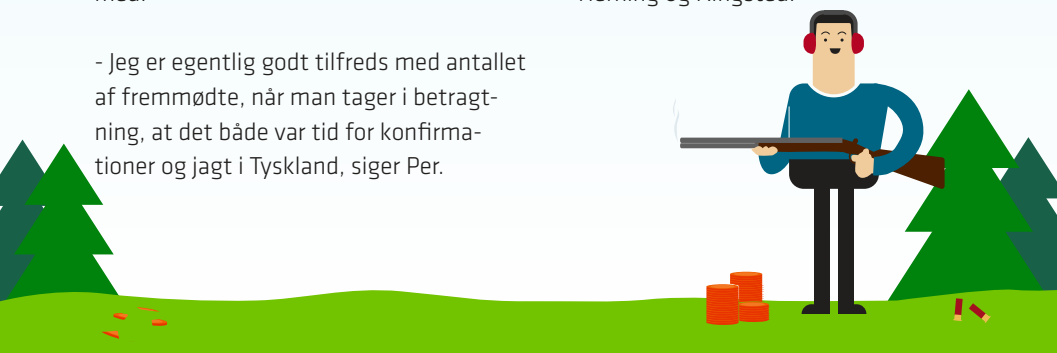 - Jeg er egentlig godt tilfreds med antallet
af fremmødte, når man tager i betragt-
ning, at det både var tid for konfirma-
tioner og jagt i Tyskland, siger Per.